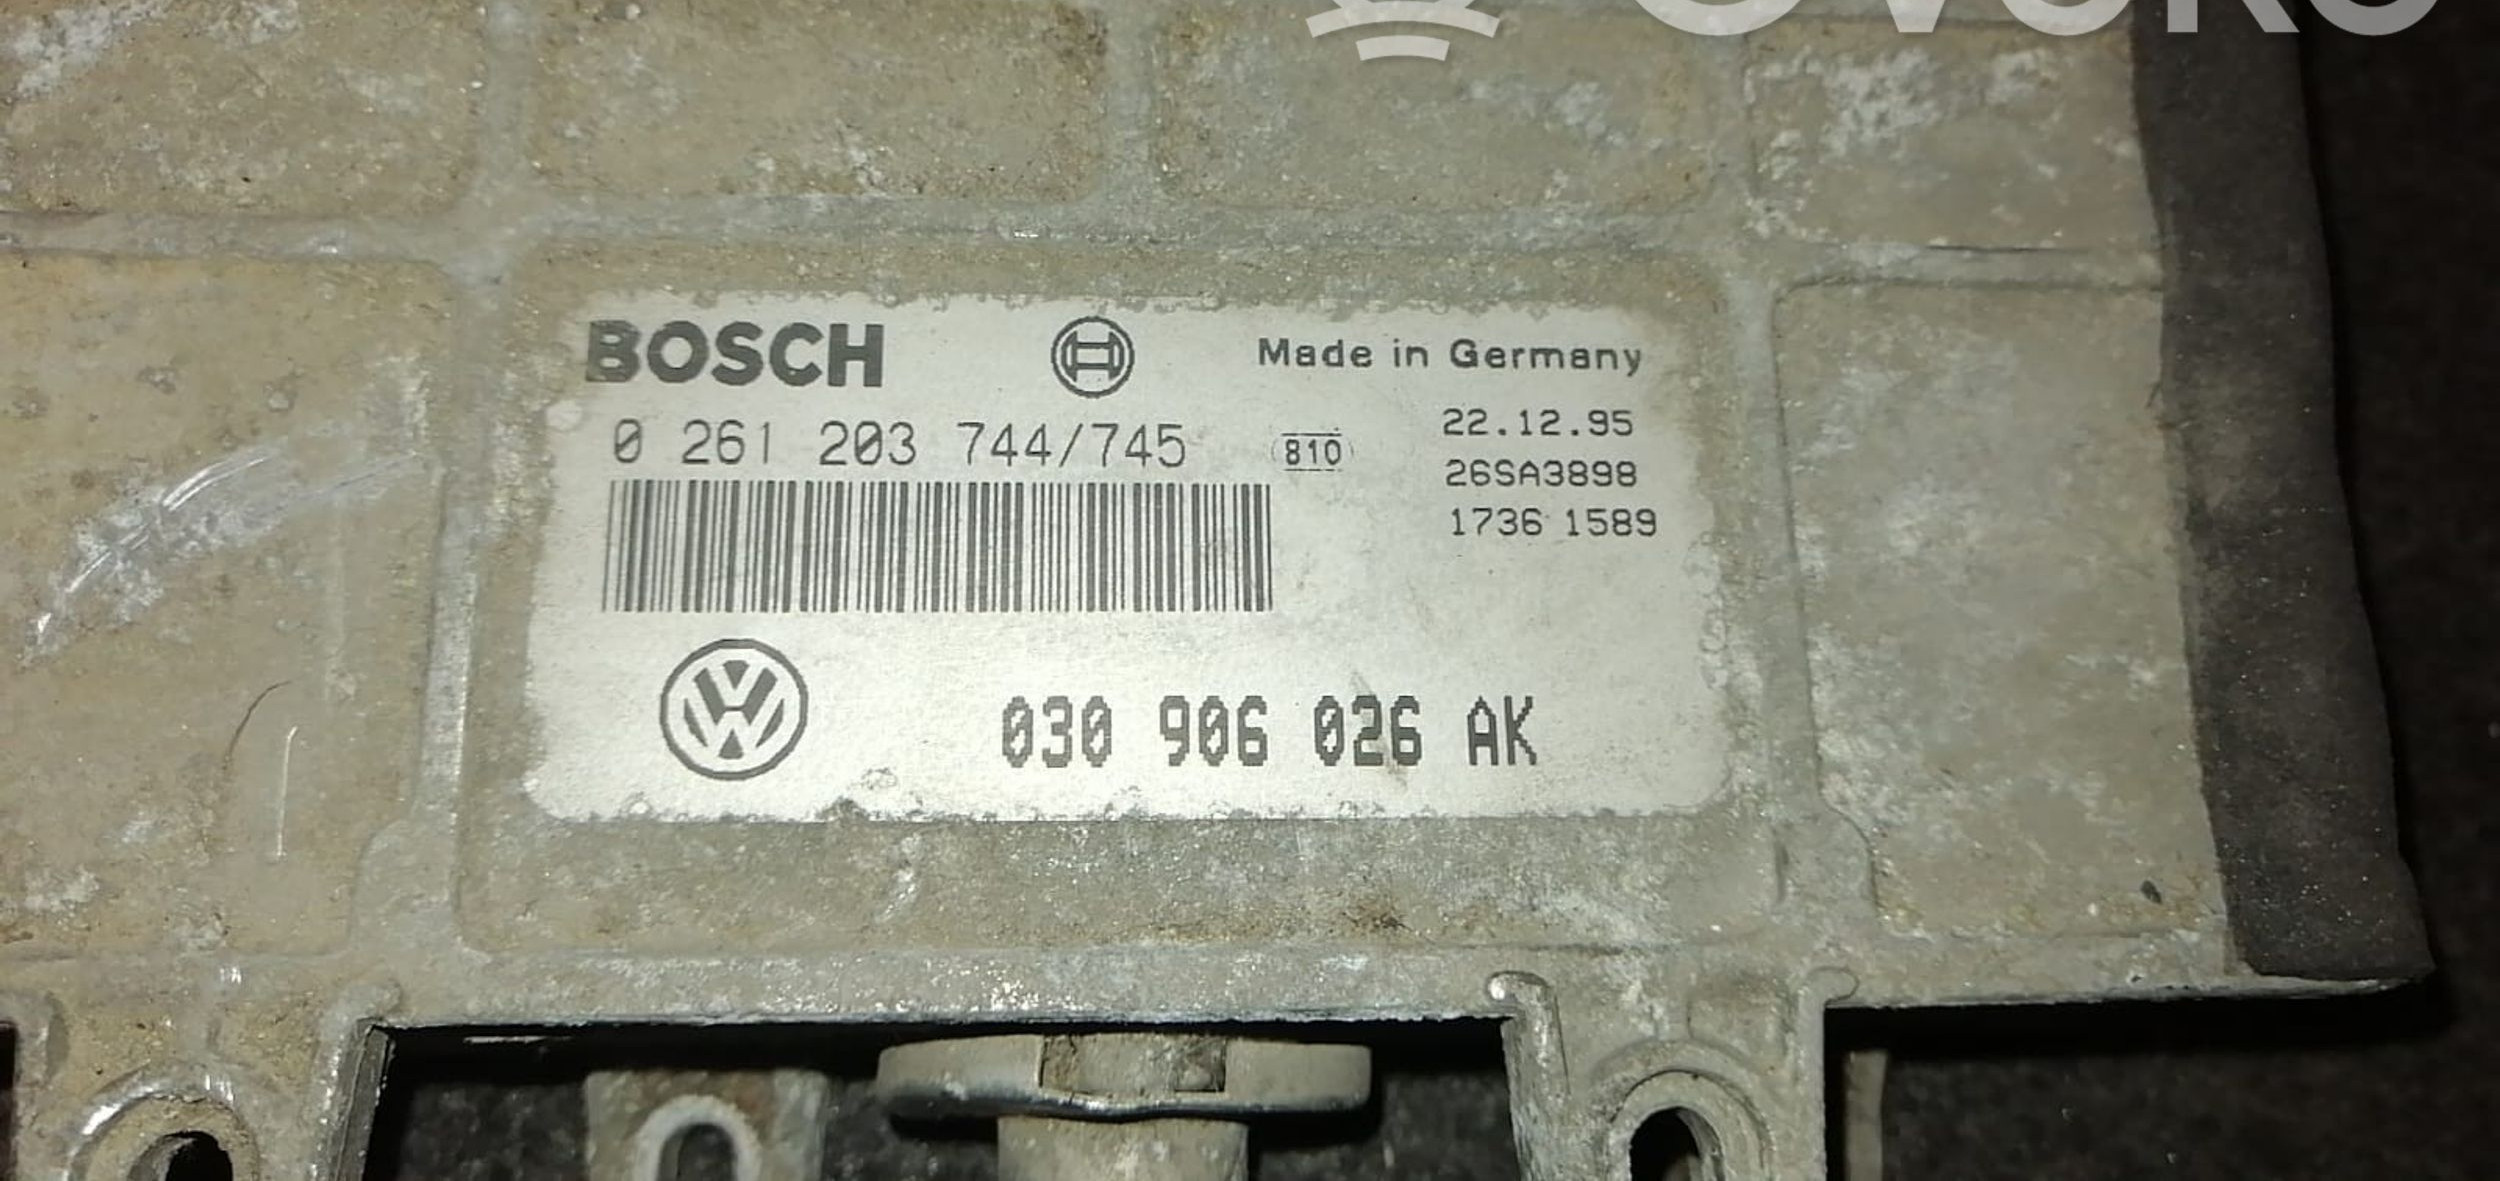 BOSCH
Made in Germany
0 261 203 744/745
810
22.12.95
26SA3898
1736 1589
030 906 026 AK